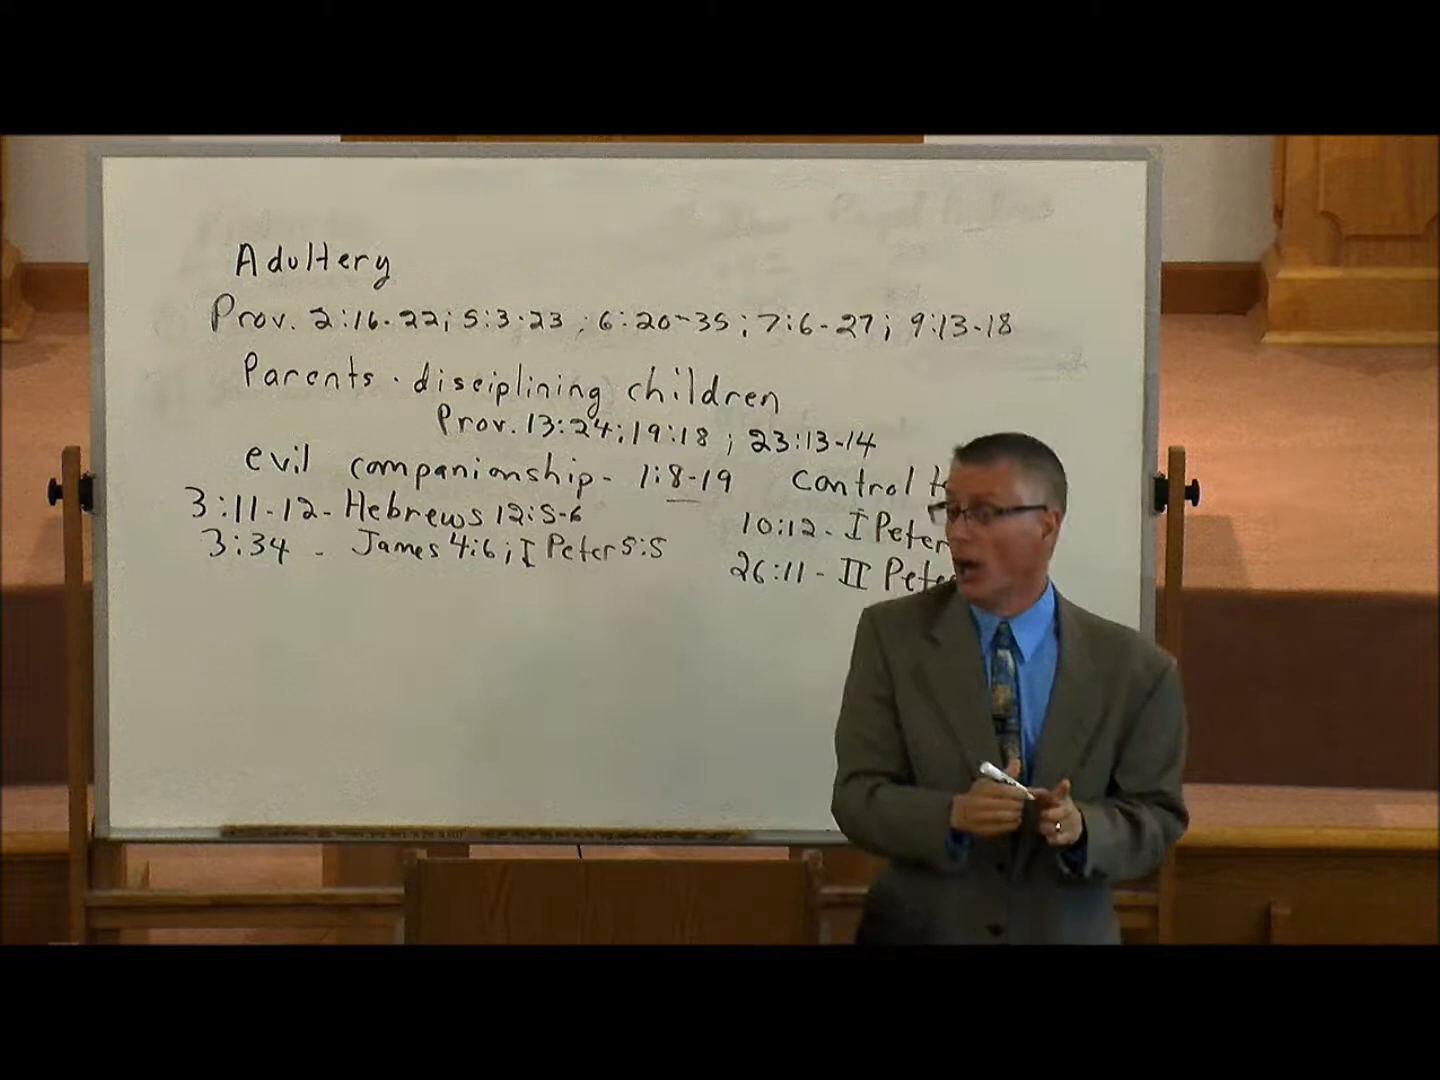 Adultery
Prov. 2:16-22; 5:3-23; 6:20-35; 7:6-27; 9:13-18
Parents - disciplining children
Prov. 13:24; 19:18; 23:13-14
evil companionship - 1:8-19 Control
3:11-12 - Hebrews 12:5-6 10:12 - I Peter
3:34 - James 4:6; I Peter 5:5 26:11 - II Peter